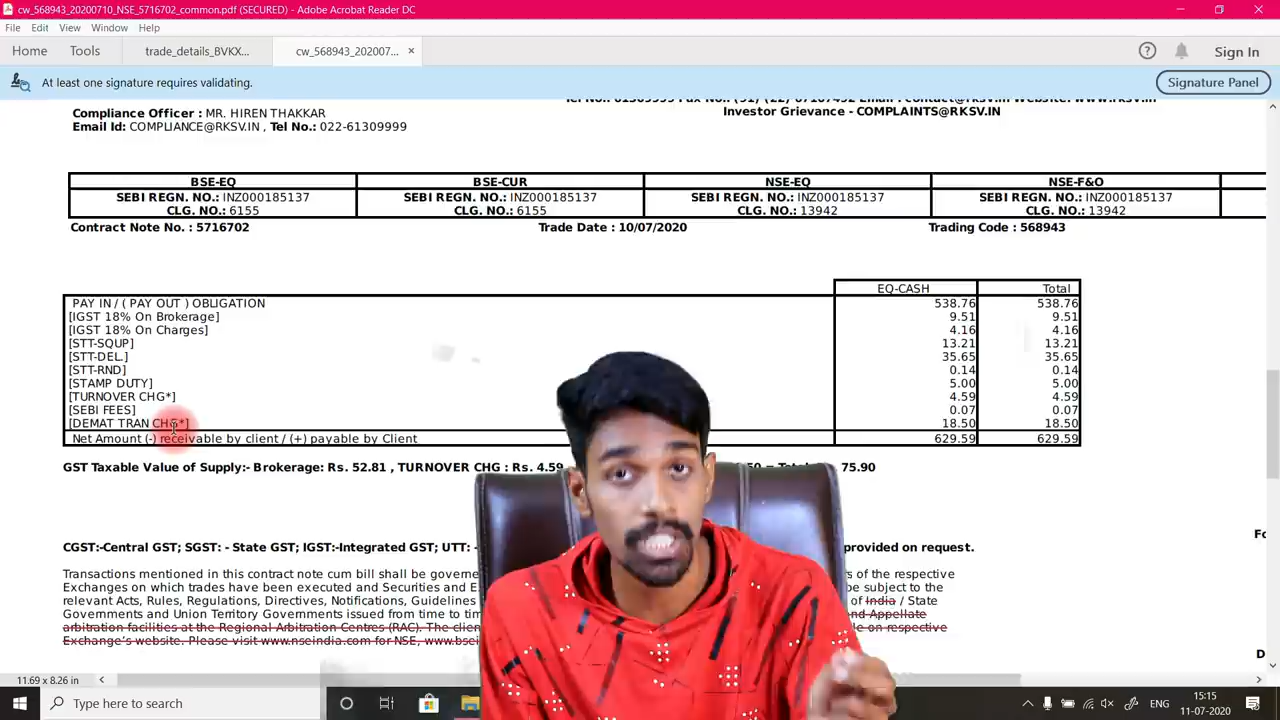 cw_568943_20200710_NSE_5716702_common.pdf (SECURED) - Adobe Acrobat Reader DC
File Edit View Window Help
Home Tools trade_details_BVKX... cw_568943_202007... × Sign In
At least one signature requires validating. Signature Panel
Compliance Officer : MR. HIREN THAKKAR
Investor Grievance - COMPLAINTS@RKSV.IN
Email Id: COMPLIANCE@RKSV.IN , Tel No.: 022-61309999
BSE-EQ BSE-CUR NSE-EQ NSE-F&O
SEBI REGN. NO.: INZ000185137 SEBI REGN. NO.: INZ000185137 SEBI REGN. NO.: INZ000185137 SEBI REGN. NO.: INZ000185137
CLG. NO.: 6155 CLG. NO.: 6155 CLG. NO.: 13942 CLG. NO.: 13942
Contract Note No. : 5716702 Trade Date : 10/07/2020 Trading Code : 568943
EQ-CASH Total
PAY IN / ( PAY OUT ) OBLIGATION 538.76 538.76
[IGST 18% On Brokerage] 9.51 9.51
[IGST 18% On Charges] 4.16 4.16
[STT-SQUP] 13.21 13.21
[STT-DEL.] 35.65 35.65
[STT-RND] 0.14 0.14
[STAMP DUTY] 5.00 5.00
[TURNOVER CHG*] 4.59 4.59
[SEBI FEES] 0.07 0.07
[DEMAT TRAN CHG*] 18.50 18.50
Net Amount (-) receivable by client / (+) payable by Client 629.59 629.59
GST Taxable Value of Supply:- Brokerage: Rs. 52.81 , TURNOVER CHG : Rs. 4.59 75.90
CGST:-Central GST; SGST: - State GST; IGST:-Integrated GST; UTT: - provided on request.
Transactions mentioned in this contract note cum bill shall be of the respective
Exchanges on which trades have been executed and Securities and be subject to the
relevant Acts, Rules, Regulations, Directives, Notifications, Guidelines of India / State
Governments and Union Territory Governments issued from time to and Appellate
arbitration facilities at the Regional Arbitration Centres (RAC). The on respective
Exchange's website. Please visit www.nseindia.com for NSE,
11.69 x 8.26 in
Type here to search ENG 15:15
11-07-2020